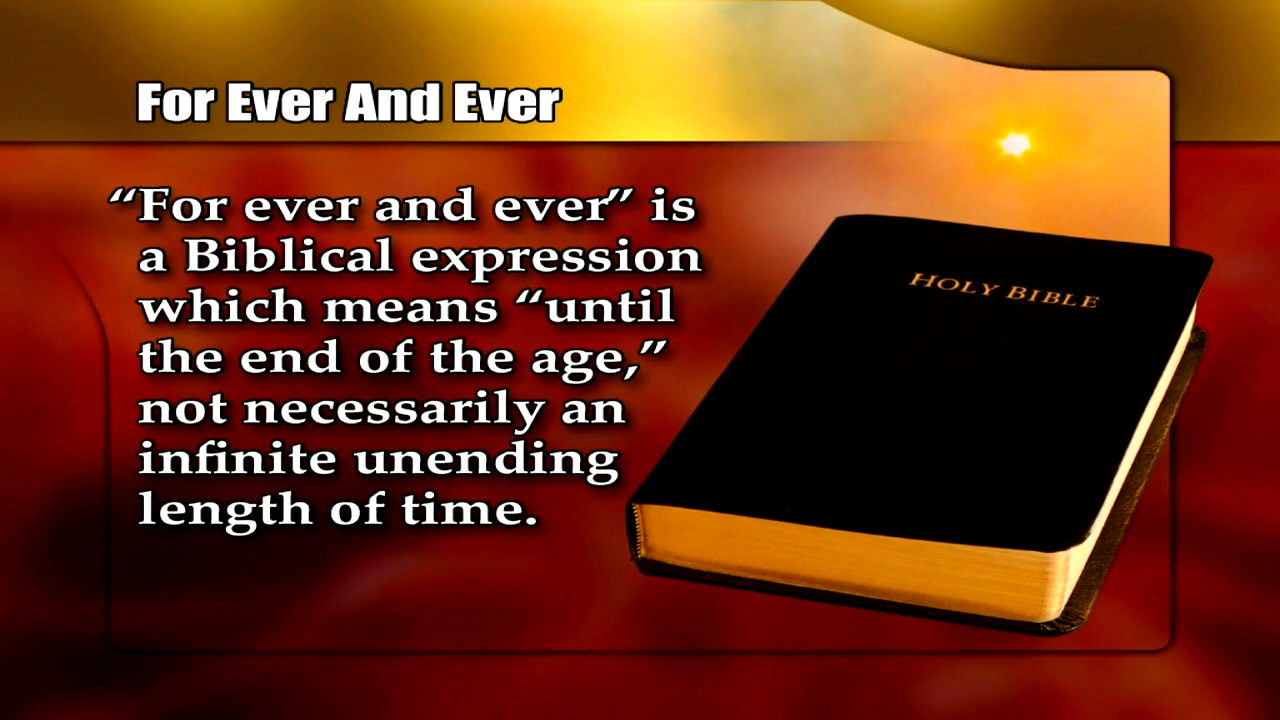 For Ever And Ever
“For ever and ever” is
a Biblical expression
which means “until
the end of the age,”
not necessarily an
infinite unending
length of time.
HOLY BIBLE